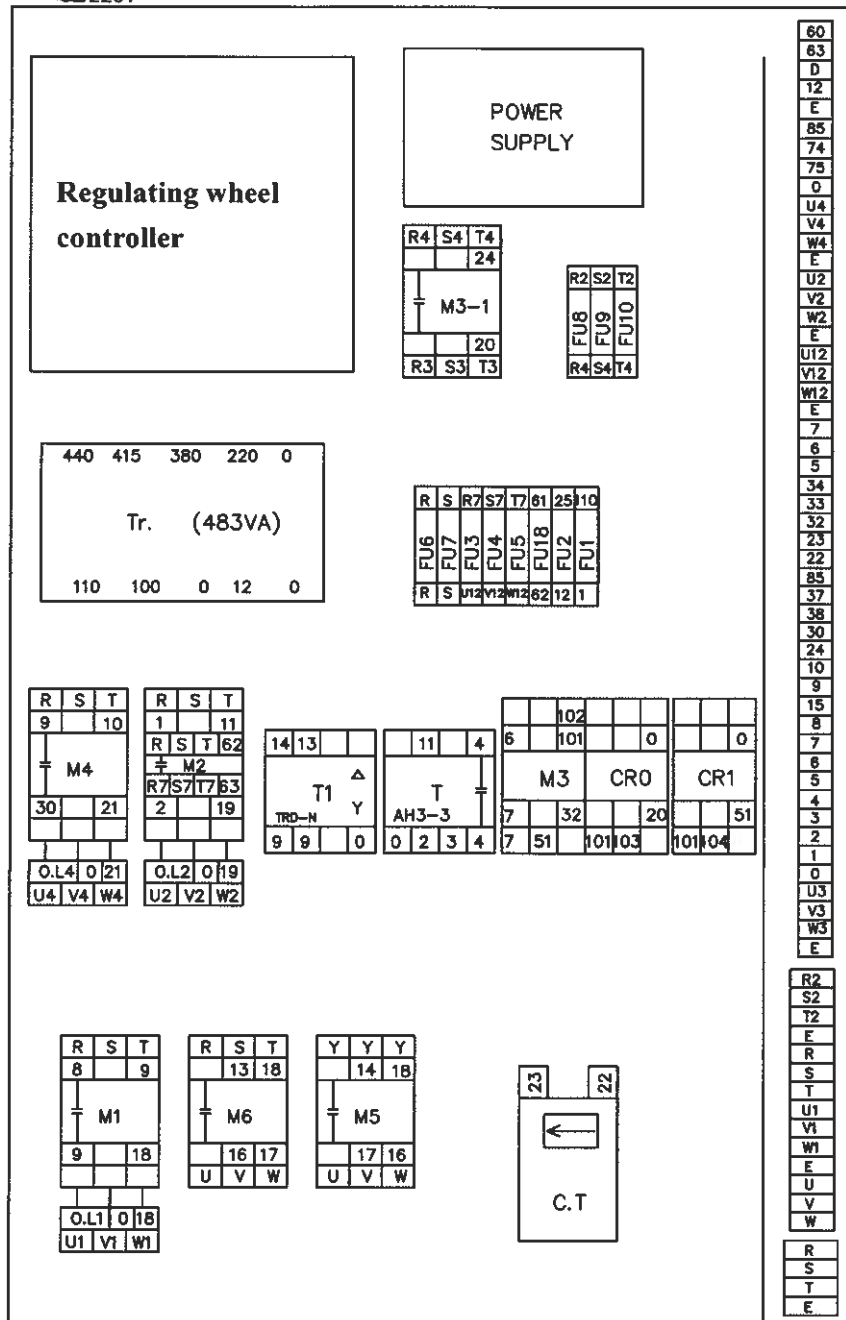 Regulating wheel
controller
POWER
SUPPLY
R4 S4 T4
24
M3-1
20
R3 S3 T3
R2 S2 T2
FU8 FU9 FU10
R4 S4 T4
440 415 380 220 0
Tr. (483VA)
110 100 0 12 0
R S R7 S7 T7 61 25 110
FU6 FU7 FU3 FU4 FU5 FU18 FU2 FU1
R S U12 V12 W12 62 12 1
R S T
9 10
M4
30 21
O.L4 0 21
U4 V4 W4
R S T
1 11
R S T 62
M2
R7 S7 T7 63
2 19
O.L2 0 19
U2 V2 W2
14 13
T1 △
Y
TRD-N
9 9 0
11 4
T
AH3-3
0 2 3 4
102
6 101 0
M3 CR0
7 32 20
7 51 101 103
0
CR1
51
101 104
R S T
8 9
M1
9 18
O.L1 0 18
U1 V1 W1
R S T
13 18
M6
16 17
U V W
Y Y Y
14 18
M5
17 16
U V W
23 22
C.T
60
63
D
12
E
85
74
75
0
U4
V4
W4
E
U2
V2
W2
E
U12
V12
W12
E
7
6
5
34
33
32
23
22
85
37
38
30
24
10
9
15
8
7
6
5
4
3
2
1
0
U3
V3
W3
E
R2
S2
T2
E
R
S
T
U1
V1
W1
E
U
V
W
R
S
T
E